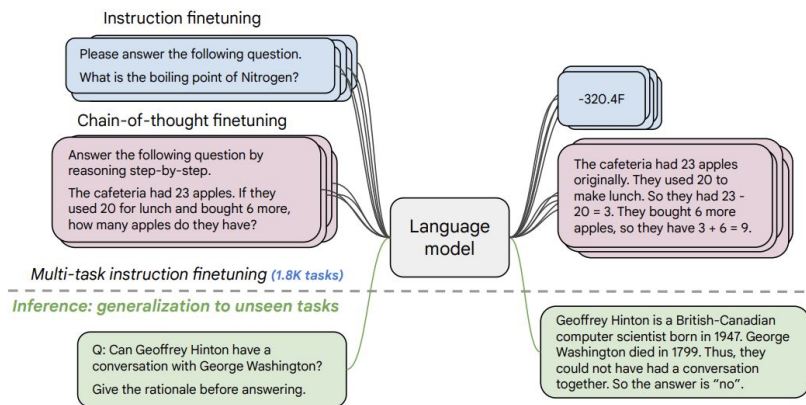 Instruction finetuning
Please answer the following question.
What is the boiling point of Nitrogen?
-320.4F
Chain-of-thought finetuning
Answer the following question by
reasoning step-by-step.
The cafeteria had 23 apples. If they
used 20 for lunch and bought 6 more,
how many apples do they have?
Language
model
The cafeteria had 23 apples
originally. They used 20 to
make lunch. So they had 23 -
20 = 3. They bought 6 more
apples, so they have 3 + 6 = 9.
Multi-task instruction finetuning (1.8K tasks)
Inference: generalization to unseen tasks
Q: Can Geoffrey Hinton have a
conversation with George Washington?
Give the rationale before answering.
Geoffrey Hinton is a British-Canadian
computer scientist born in 1947. George
Washington died in 1799. Thus, they
could not have had a conversation
together. So the answer is “no”.